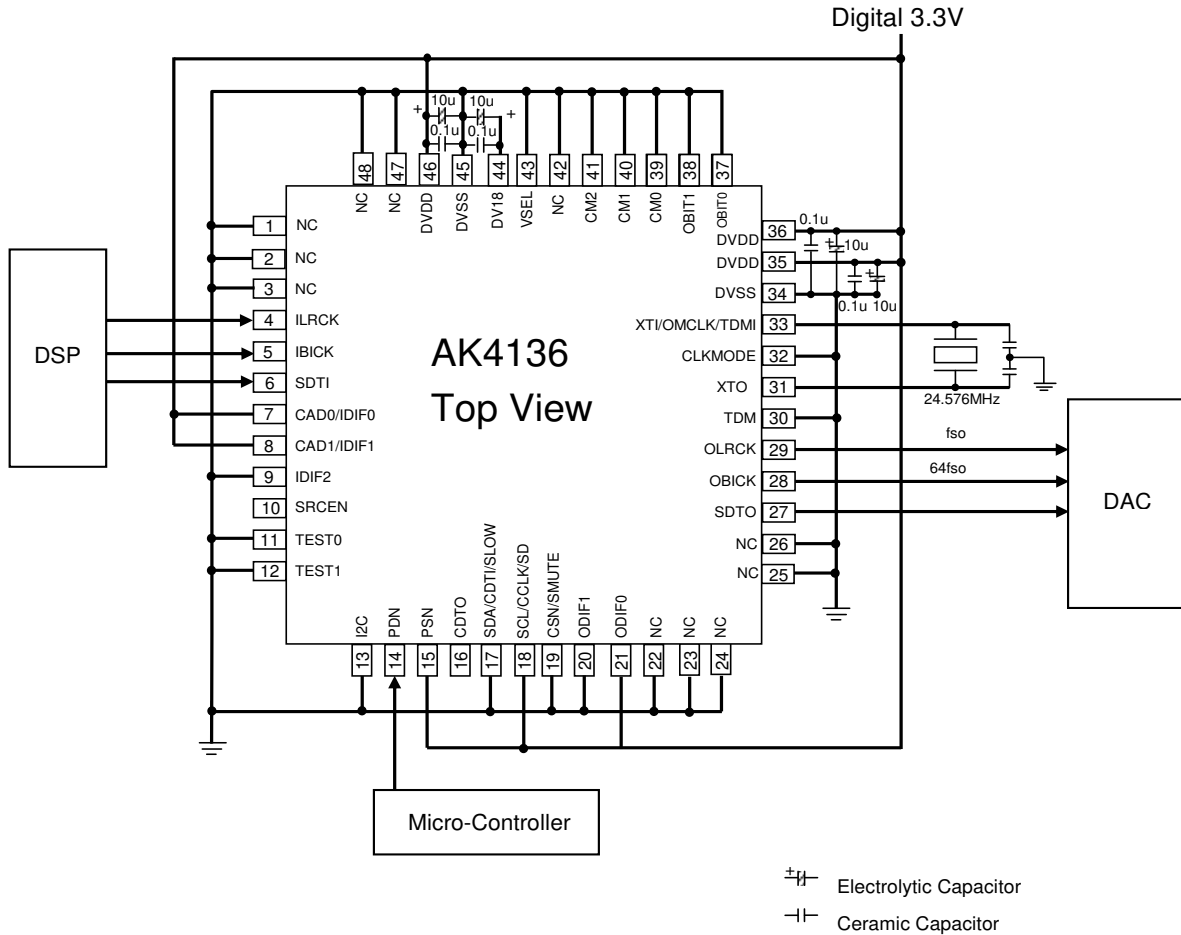 Digital 3.3V
10u
10u
+
+
0.1u
0.1u
48
47
46
45
44
43
42
41
40
39
38
37
NC
NC
DVDD
DVSS
DV18
VSEL
NC
CM2
CM1
CM0
OBIT1
OBIT0
1 NC
2 NC
3 NC
4 ILRCK
5 IBICK
6 SDTI
7 CAD0/IDIF0
8 CAD1/IDIF1
9 IDIF2
10 SRCEN
11 TEST0
12 TEST1
DSP
AK4136
Top View
DVDD 36
0.1u
+
10u
DVDD 35
+
DVSS 34
0.1u 10u
XTI/OMCLK/TDMI 33
CLKMODE 32
XTO 31
24.576MHz
TDM 30
OLRCK 29
fso
OBICK 28
64fso
SDTO 27
NC 26
NC 25
DAC
I2C
PDN
PSN
CDTO
SDA/CDTI/SLOW
SCL/CCLK/SD
CSN/SMUTE
ODIF1
ODIF0
NC
NC
NC
13
14
15
16
17
18
19
20
21
22
23
24
Micro-Controller
+
Electrolytic Capacitor
Ceramic Capacitor